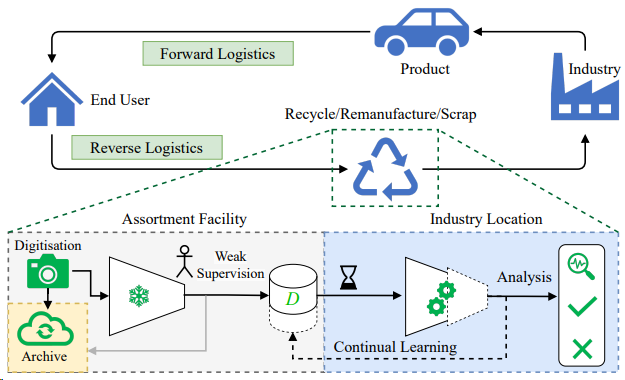 Forward Logistics
Product
Industry
End User
Recycle/Remanufacture/Scrap
Reverse Logistics
Assortment Facility
Industry Location
Digitisation
Weak
Supervision
D
Analysis
Archive
Continual Learning